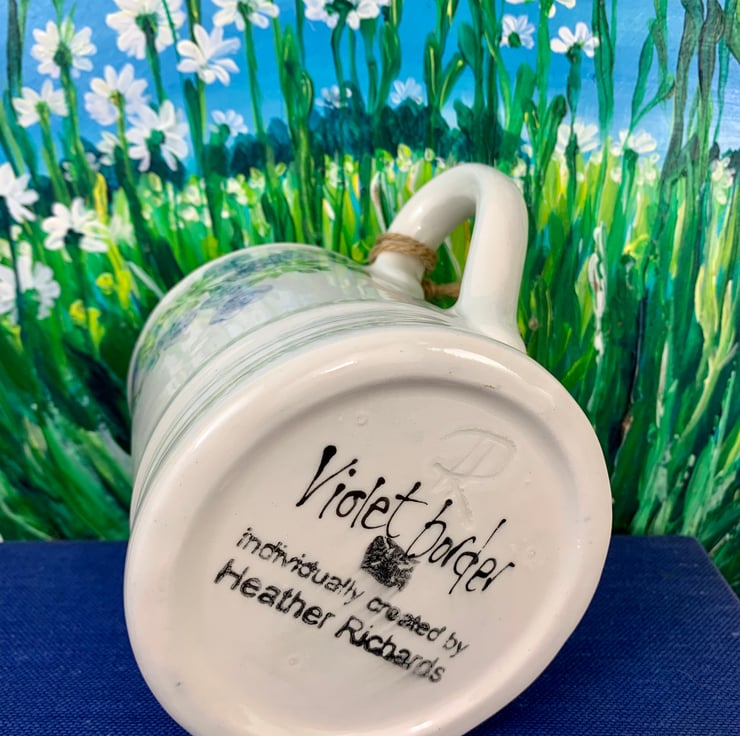 R
Violet border
individually created by
Heather Richards